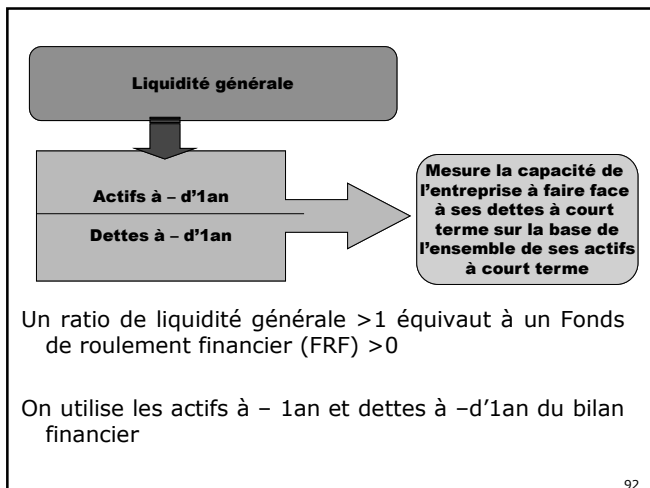 Liquidité générale
Actifs à – d’1an
Dettes à – d’1an
Mesure la capacité de
l’entreprise à faire face
à ses dettes à court
terme sur la base de
l’ensemble de ses actifs
à court terme
Un ratio de liquidité générale >1 équivaut à un Fonds
de roulement financier (FRF) >0
On utilise les actifs à – 1an et dettes à –d’1an du bilan
financier
92